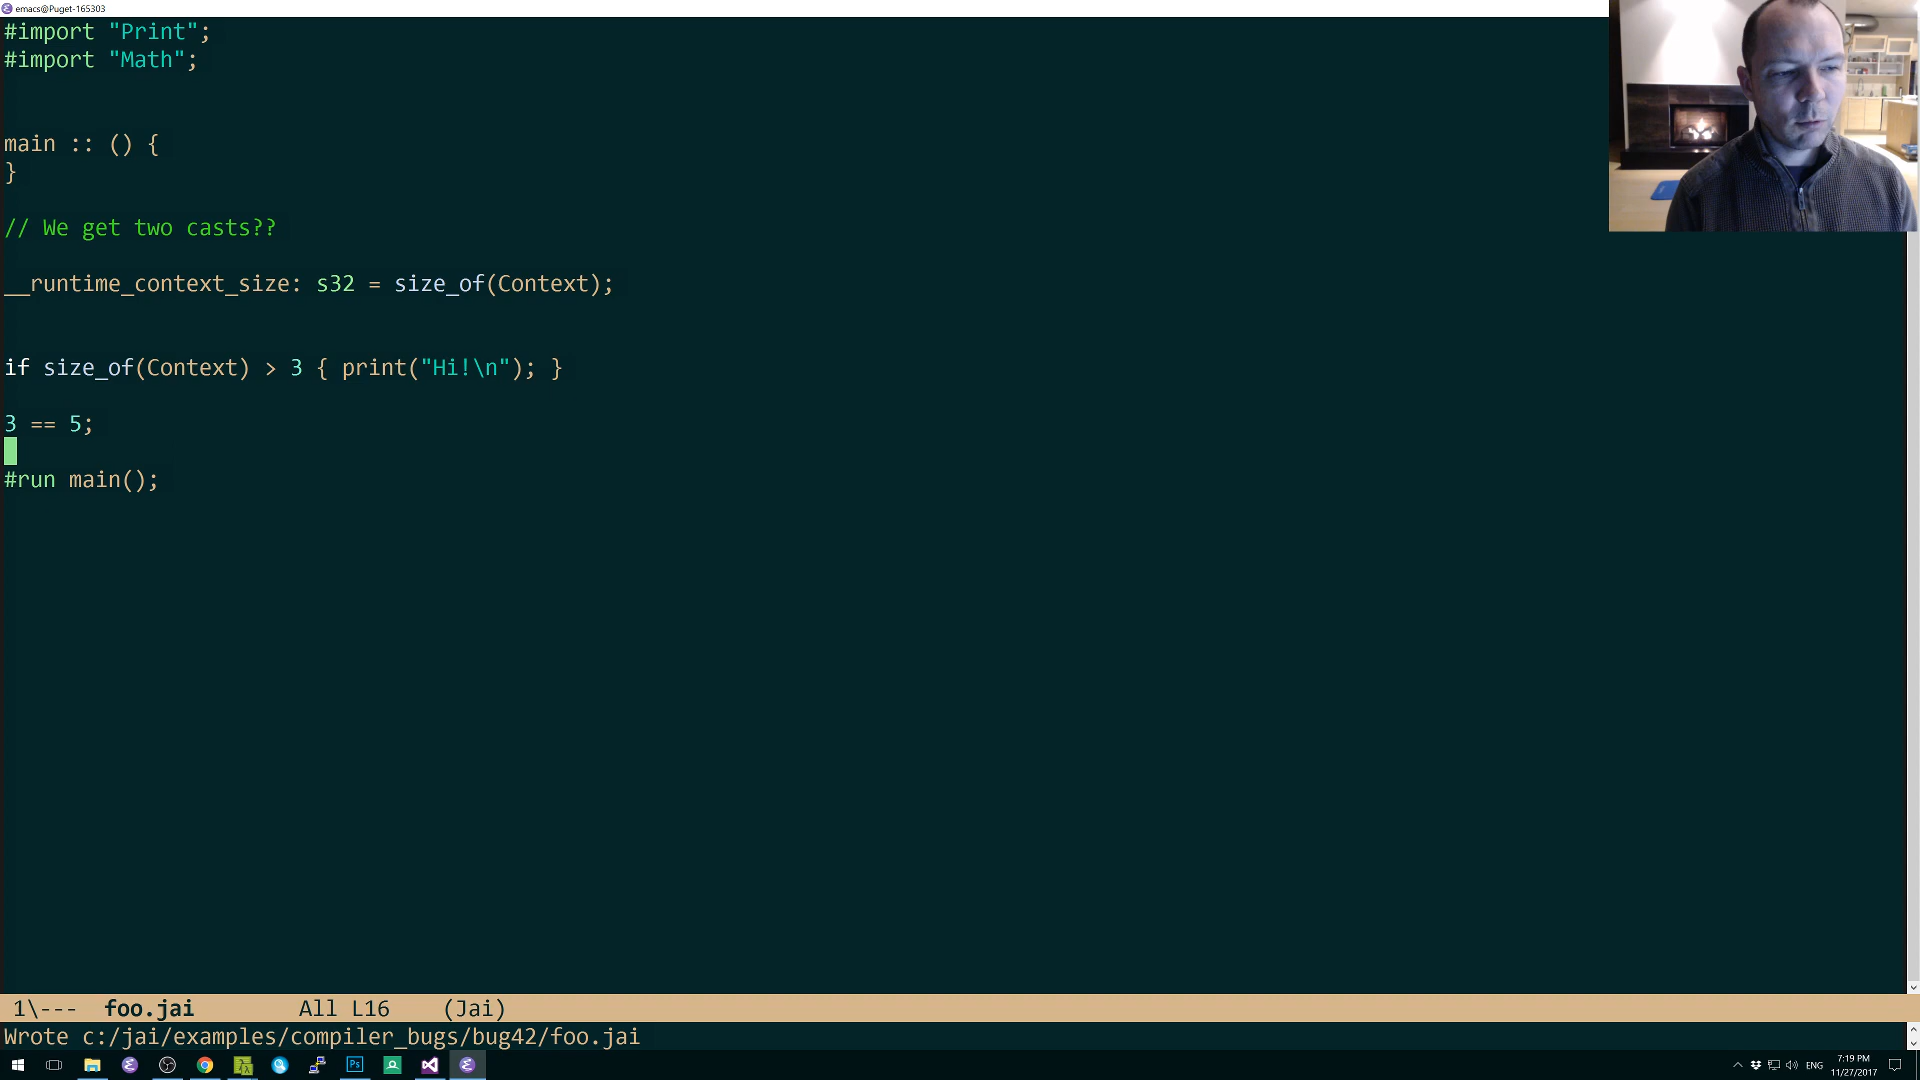 emacs@Puget-165303
#import "Print";
#import "Math";
main :: () {
}
// We get two casts??
__runtime_context_size: s32 = size_of(Context);
if size_of(Context) > 3 { print("Hi!\n"); }
3 == 5;
#run main();
1\--- foo.jai All L16 (Jai)
Wrote c:/jai/examples/compiler_bugs/bug42/foo.jai
Ps
ENG
7:19 PM
11/27/2017